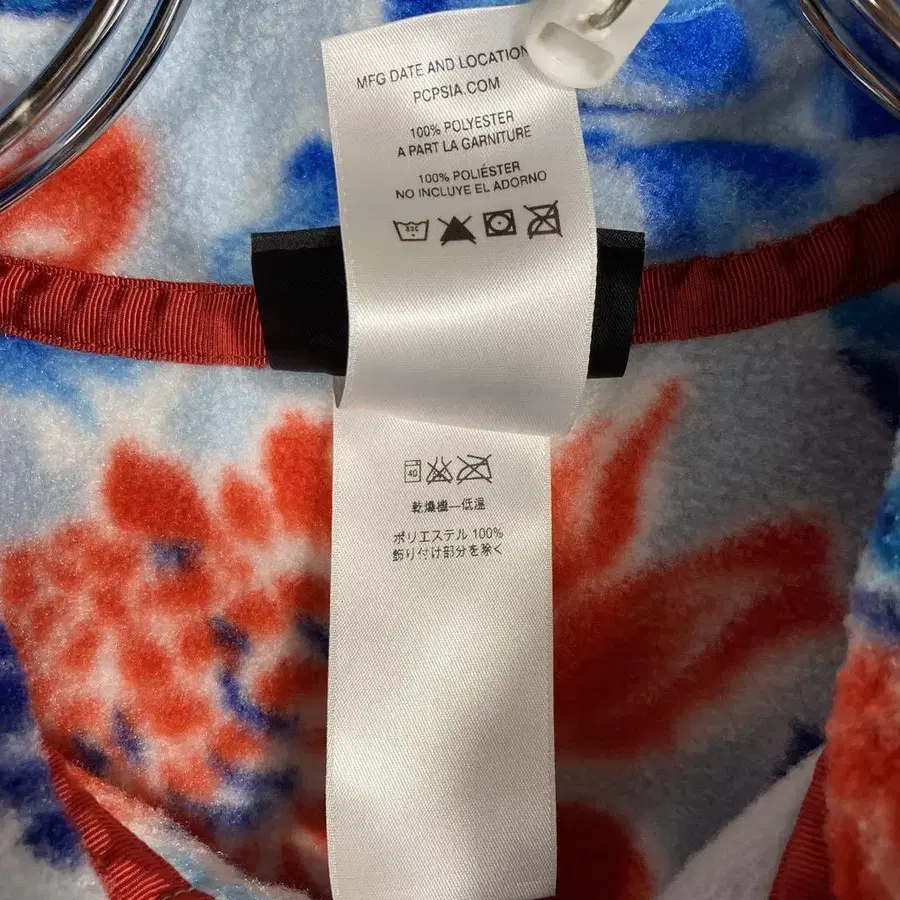 MFG DATE AND LOCATION
PCPSIA.COM
100% POLYESTER
A PART LA GARNITURE
100% POLIÉSTER
NO INCLUYE EL ADORNO
40
乾燥機—低温
ポリエステル 100%
飾り付け部分を除く